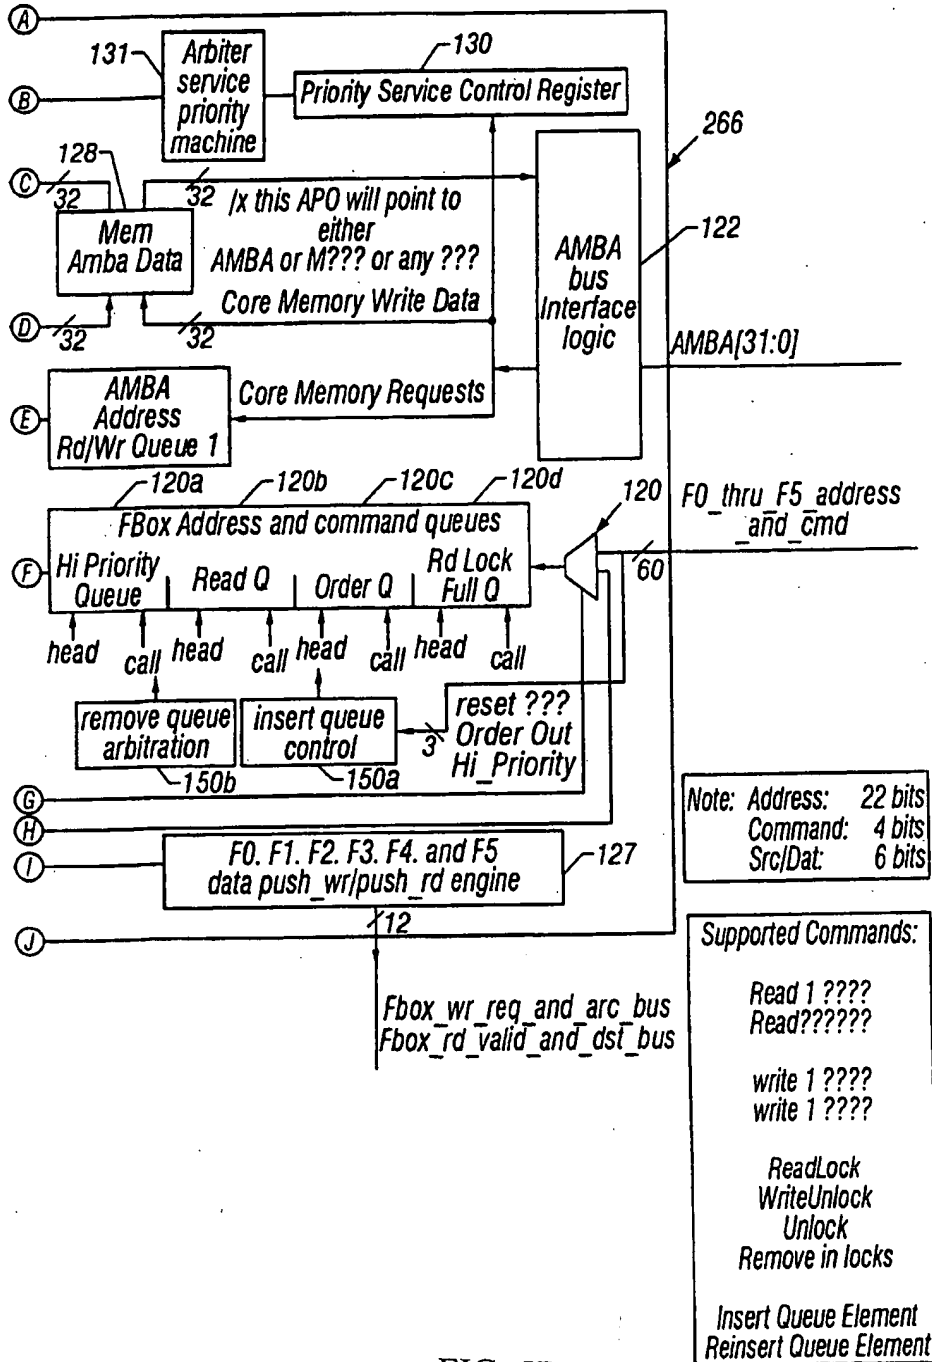 A
131
Arbiter
service
priority
machine
130
Priority Service Control Register
B
266
128
C
32
32
/x this APO will point to
either
AMBA or M??? or any ???
Mem
Amba Data
AMBA
bus
Interface
logic
122
Core Memory Write Data
D
32
32
AMBA[31:0]
AMBA
Address
Rd/Wr Queue 1
Core Memory Requests
E
120a
120b
120c
120d
120
F0_thru_F5_address
_and_cmd
FBox Address and command queues
F
Hi Priority
Queue
Read Q
Order Q
Rd Lock
Full Q
60
head
call
head
call
head
call
head
call
remove queue
arbitration
insert queue
control
3
reset ???
Order Out
Hi_Priority
150b
150a
G
H
Note: Address: 22 bits
Command: 4 bits
Src/Dat: 6 bits
I
F0. F1. F2. F3. F4. and F5
data push_wr/push_rd engine
127
12
J
Supported Commands:
Read 1 ????
Read??????
write 1 ????
write 1 ????
ReadLock
WriteUnlock
Unlock
Remove in locks
Insert Queue Element
Reinsert Queue Element
Fbox_wr_req_and_arc_bus
Fbox_rd_valid_and_dst_bus